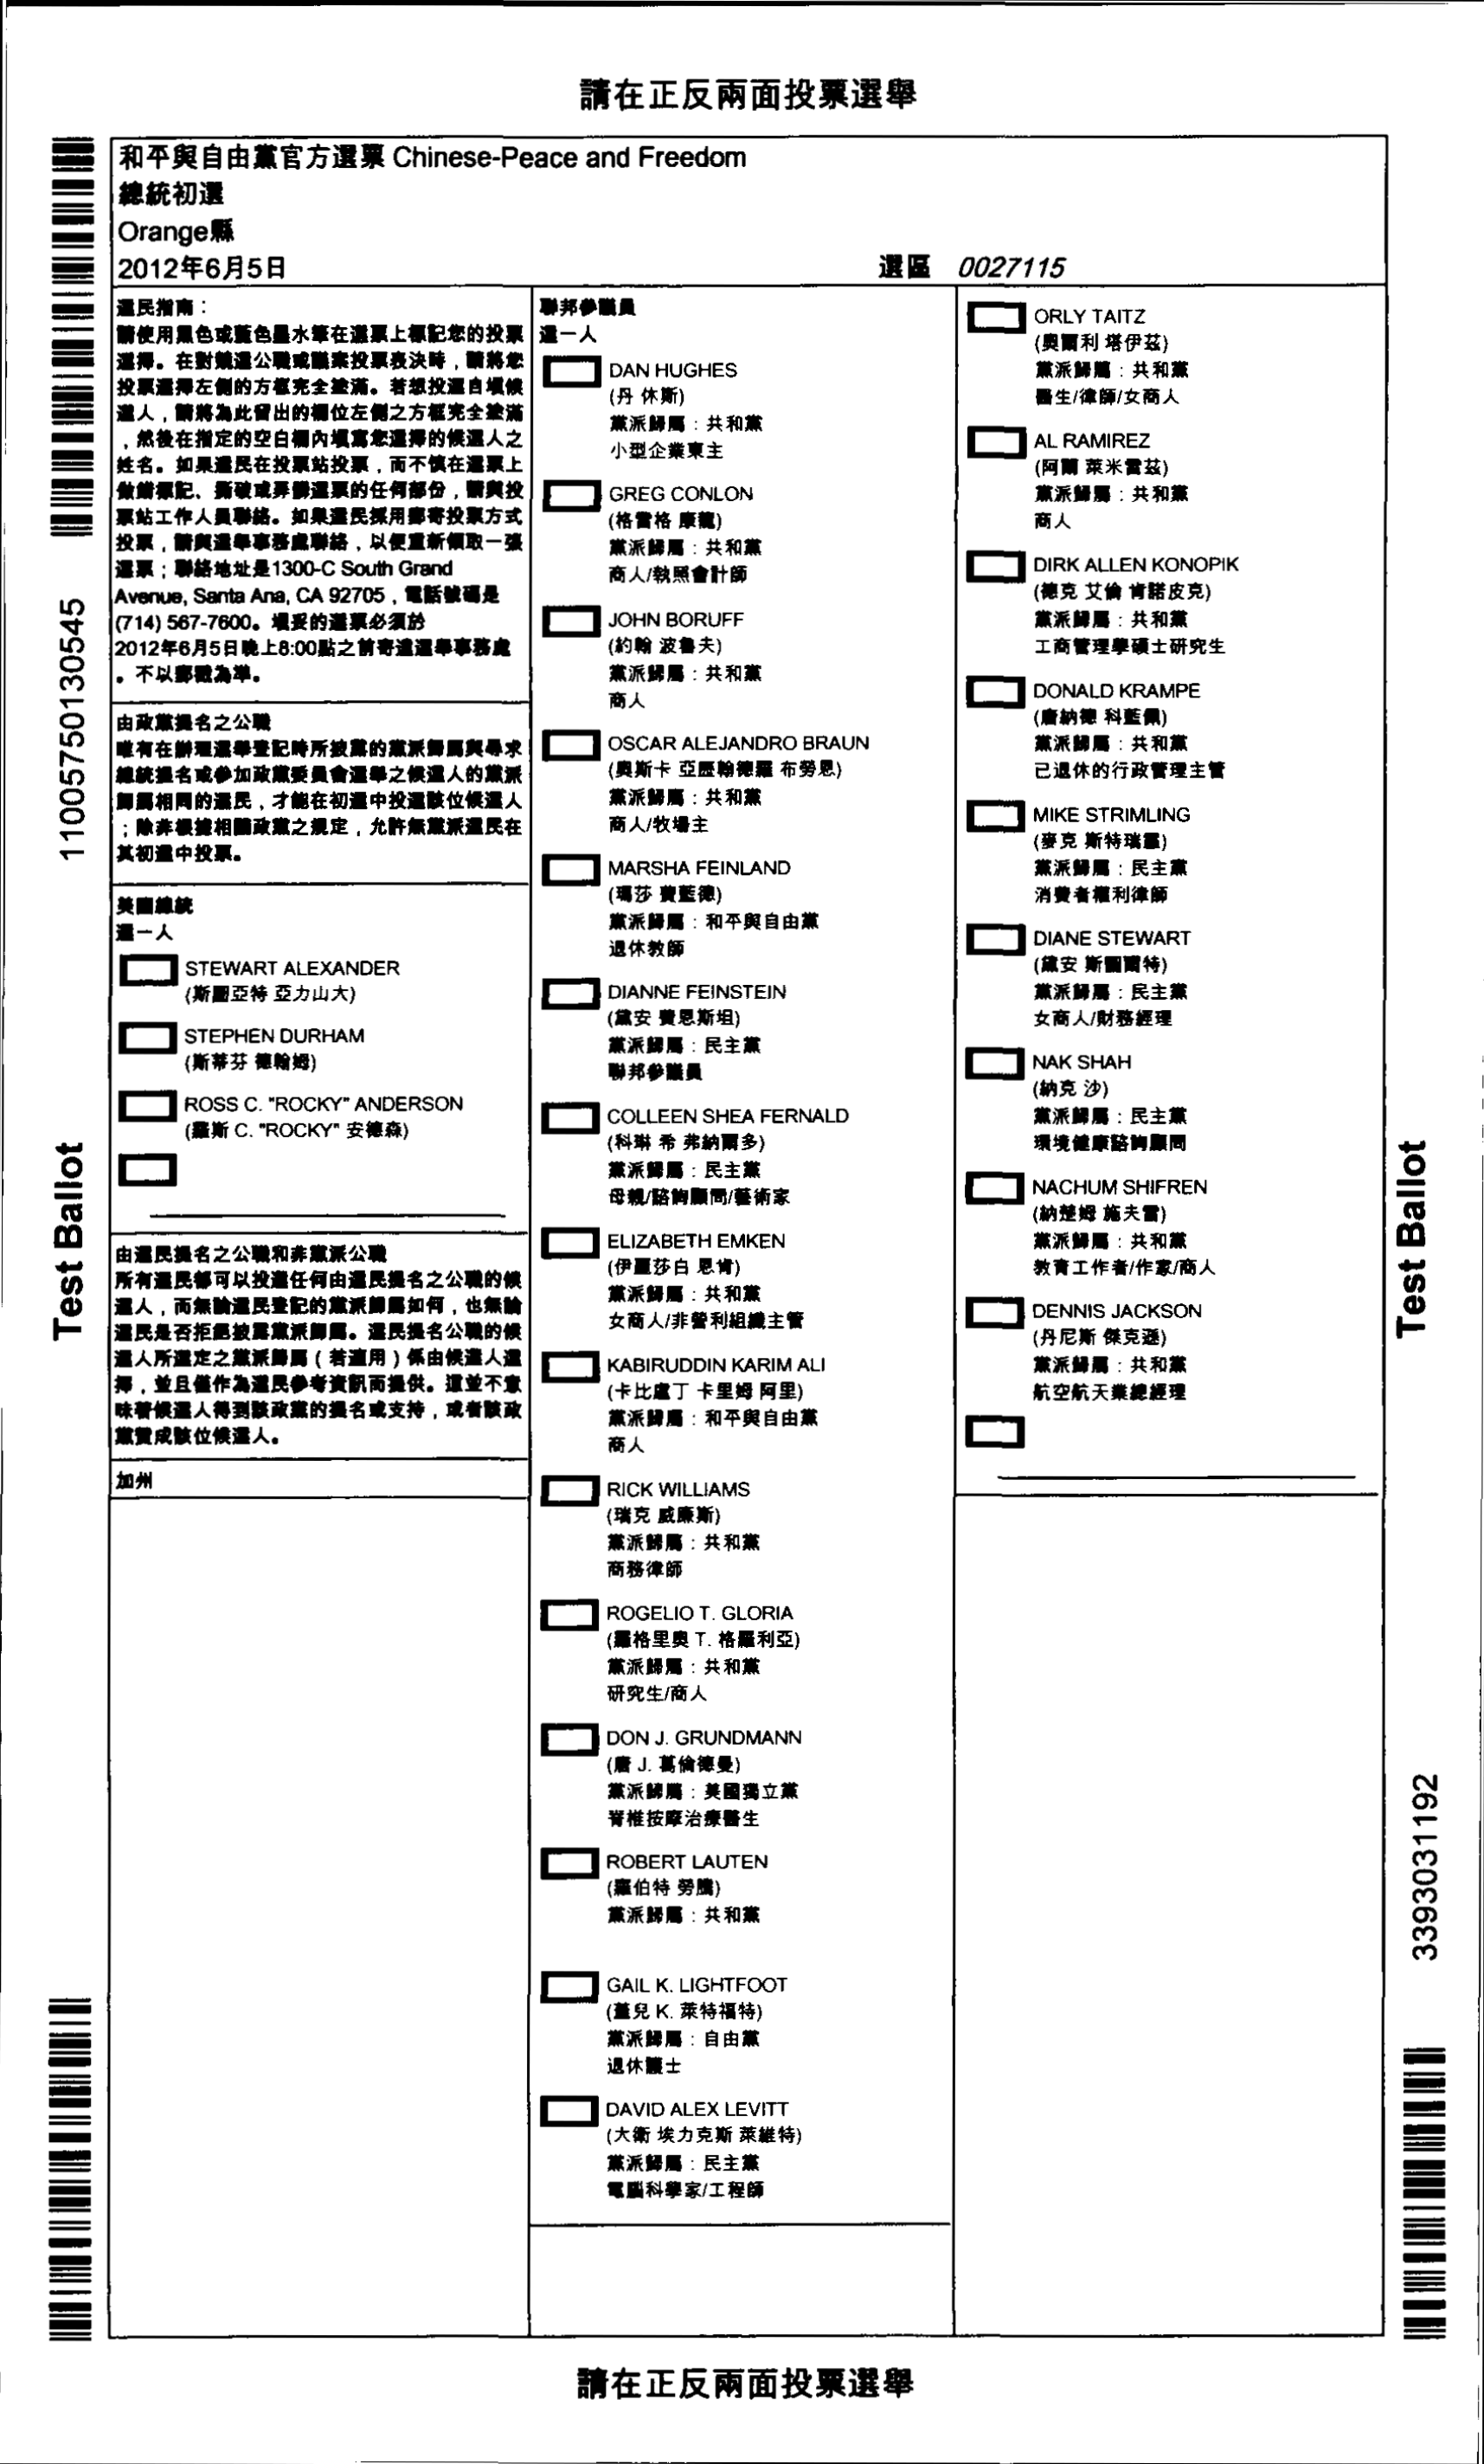 請在正反兩面投票選舉
和平與自由黨官方選票 Chinese-Peace and Freedom
總統初選
Orange縣
2012年6月5日
選區 0027115
選民指南：
請使用黑色或藍色墨水筆在選票上標記您的投票
選擇。在對競選公職或議案投票表決時，請將您
投票選擇左側的方框完全塗滿。若想投選自填候
選人，請將為此留出的欄位左側之方框完全塗滿
，然後在指定的空白欄內填寫您選擇的候選人之
姓名。如果選民在投票站投票，而不慎在選票上
做錯標記、撕破或弄髒選票的任何部份，請與投
票站工作人員聯絡。如果選民採用郵寄投票方式
投票，請與選舉事務處聯絡，以便重新領取一張
選票；聯絡地址是1300-C South Grand
Avenue, Santa Ana, CA 92705，電話號碼是
(714) 567-7600。填妥的選票必須於
2012年6月5日晚上8:00點之前寄達選舉事務處
。不以郵戳為準。
由政黨提名之公職
唯有在辦理選舉登記時所披露的黨派歸屬與尋求
總統提名或參加政黨委員會選舉之候選人的黨派
歸屬相同的選民，才能在初選中投選該位候選人
；除非根據相關政黨之規定，允許無黨派選民在
其初選中投票。
美國總統
選一人
STEWART ALEXANDER
(斯圖亞特 亞力山大)
STEPHEN DURHAM
(斯蒂芬 德翰姆)
ROSS C. "ROCKY" ANDERSON
(羅斯 C. "ROCKY" 安德森)
由選民提名之公職和非黨派公職
所有選民都可以投選任何由選民提名之公職的候
選人，而無論選民登記的黨派歸屬如何，也無論
選民是否拒絕披露黨派歸屬。選民提名公職的候
選人所選定之黨派歸屬（若適用）係由候選人選
擇，並且僅作為選民參考資訊而提供。這並不意
味著候選人得到該政黨的提名或支持，或者該政
黨贊成該位候選人。
加州
聯邦參議員
選一人
DAN HUGHES
(丹 休斯)
黨派歸屬：共和黨
小型企業東主
GREG CONLON
(格雷格 康龍)
黨派歸屬：共和黨
商人/執照會計師
JOHN BORUFF
(約翰 波魯夫)
黨派歸屬：共和黨
商人
OSCAR ALEJANDRO BRAUN
(奧斯卡 亞歷翰德羅 布勞恩)
黨派歸屬：共和黨
商人/牧場主
MARSHA FEINLAND
(瑪莎 費藍德)
黨派歸屬：和平與自由黨
退休教師
DIANNE FEINSTEIN
(黛安 費恩斯坦)
黨派歸屬：民主黨
聯邦參議員
COLLEEN SHEA FERNALD
(科琳 希 弗納爾多)
黨派歸屬：民主黨
母親/諮詢顧問/藝術家
ELIZABETH EMKEN
(伊麗莎白 恩肯)
黨派歸屬：共和黨
女商人/非營利組織主管
KABIRUDDIN KARIM ALI
(卡比盧丁 卡里姆 阿里)
黨派歸屬：和平與自由黨
商人
RICK WILLIAMS
(瑞克 威廉斯)
黨派歸屬：共和黨
商務律師
ROGELIO T. GLORIA
(羅格里奧 T. 格羅利亞)
黨派歸屬：共和黨
研究生/商人
DON J. GRUNDMANN
(唐 J. 葛倫德曼)
黨派歸屬：美國獨立黨
脊椎按摩治療醫生
ROBERT LAUTEN
(羅伯特 勞騰)
黨派歸屬：共和黨
GAIL K. LIGHTFOOT
(蓋兒 K. 萊特福特)
黨派歸屬：自由黨
退休護士
DAVID ALEX LEVITT
(大衛 埃力克斯 萊維特)
黨派歸屬：民主黨
電腦科學家/工程師
ORLY TAITZ
(奧爾利 塔伊茲)
黨派歸屬：共和黨
醫生/律師/女商人
AL RAMIREZ
(阿爾 萊米雷茲)
黨派歸屬：共和黨
商人
DIRK ALLEN KONOPIK
(德克 艾倫 肯諾皮克)
黨派歸屬：共和黨
工商管理學碩士研究生
DONALD KRAMPE
(唐納德 科藍佩)
黨派歸屬：共和黨
已退休的行政管理主管
MIKE STRIMLING
(麥克 斯特瑞靈)
黨派歸屬：民主黨
消費者權利律師
DIANE STEWART
(黛安 斯圖爾特)
黨派歸屬：民主黨
女商人/財務經理
NAK SHAH
(納克 沙)
黨派歸屬：民主黨
環境健康諮詢顧問
NACHUM SHIFREN
(納楚姆 施夫雷)
黨派歸屬：共和黨
教育工作者/作家/商人
DENNIS JACKSON
(丹尼斯 傑克遜)
黨派歸屬：共和黨
航空航天業總經理
11005750130545
Test Ballot
Test Ballot
3393031192
請在正反兩面投票選舉